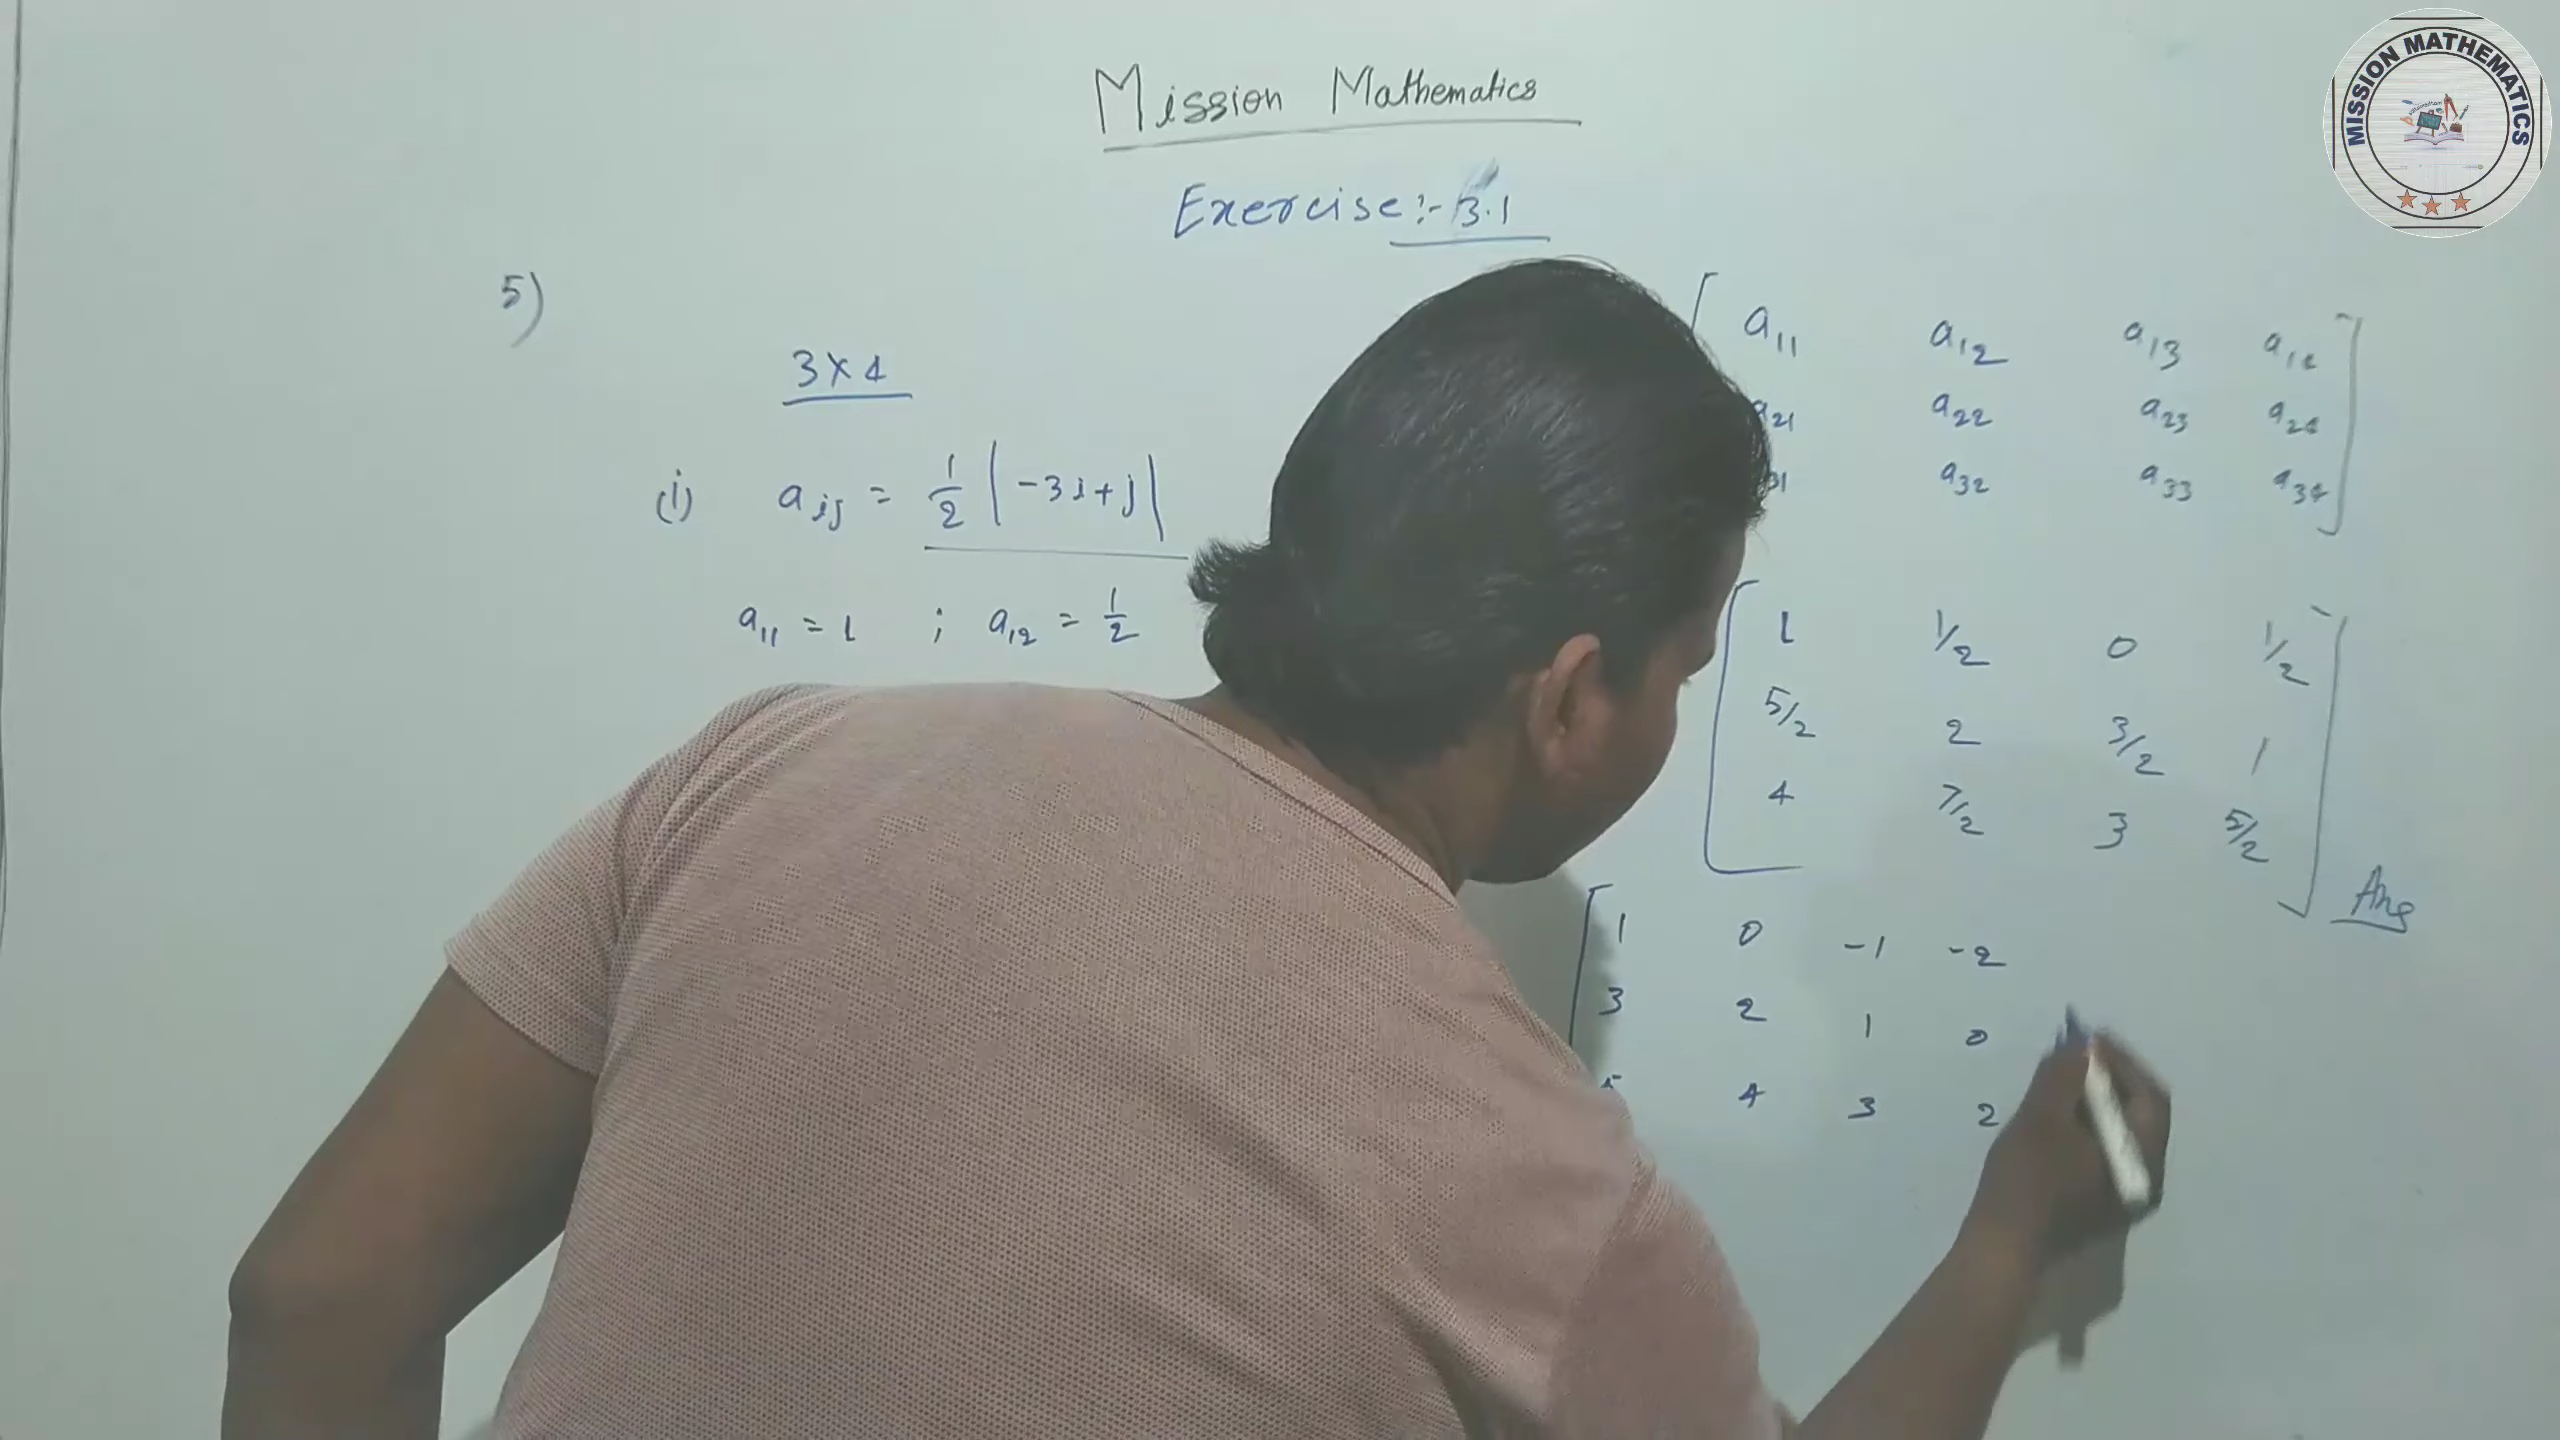 Mission Mathematics
Exercise:- 3.1
5)
3×4
(i) aij = 1/2 |-3i+j|
a11 = 1 ; a12 = 1/2
a11 a12 a13 a14
a21 a22 a23 a24
31 a32 a33 a34
1 1/2 0 1/2
5/2 2 3/2 1
4 7/2 3 5/2
Ans
1 0 -1 -2
3 2 1 0
4 3 2
MISSION MATHEMATICS